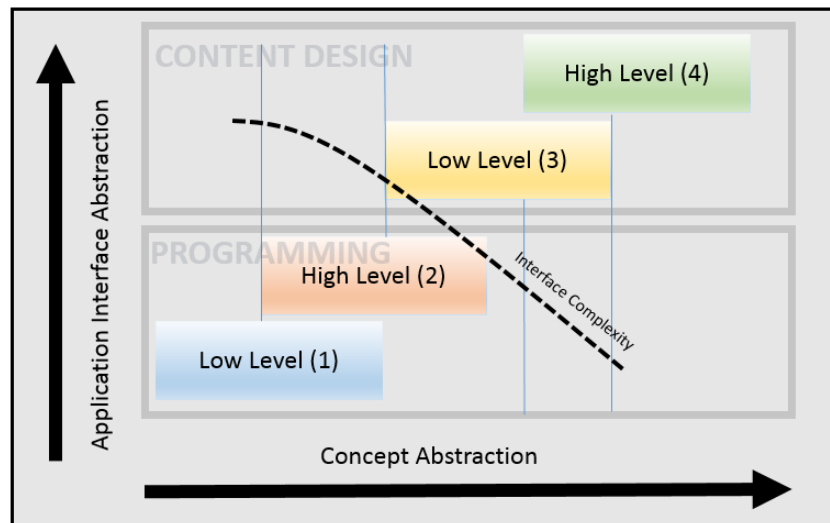 CONTENT DESIGN
High Level (4)
Low Level (3)
PROGRAMMING
High Level (2)
Low Level (1)
Interface Complexity
Application Interface Abstraction
Concept Abstraction